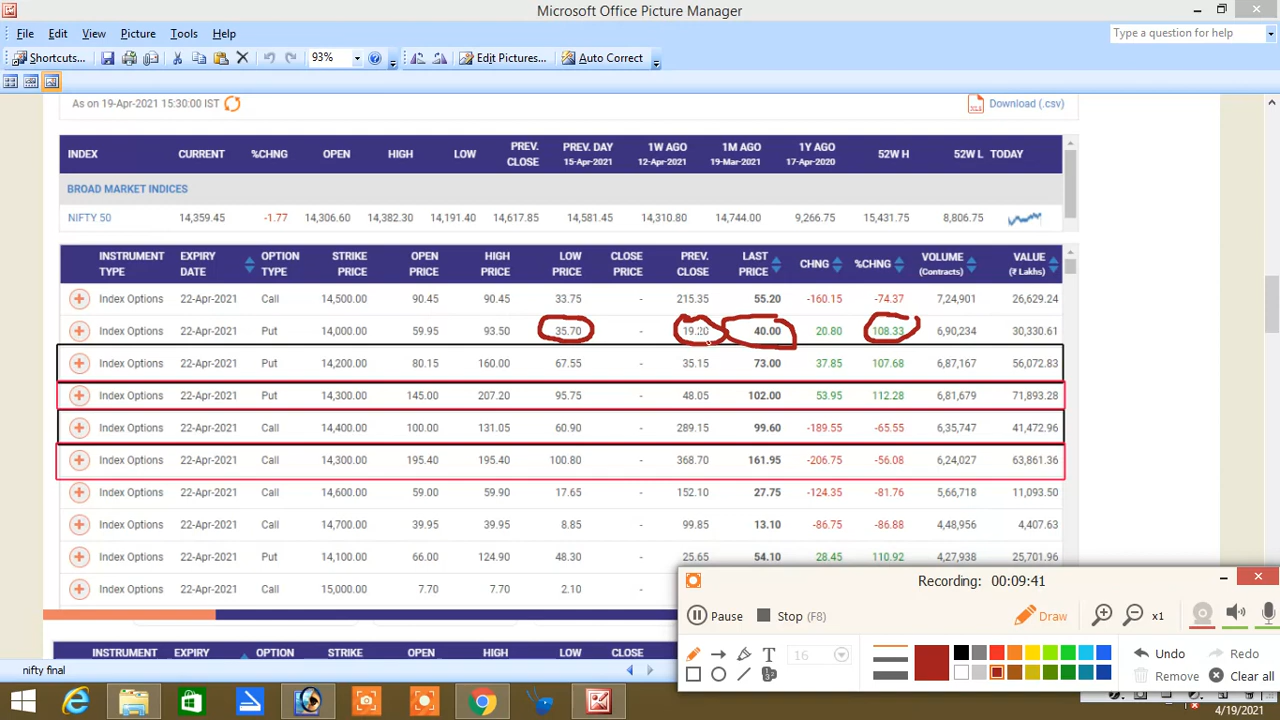 Microsoft Office Picture Manager
File Edit View Picture Tools Help
Type a question for help
Shortcuts... 93% Edit Pictures... Auto Correct
As on 19-Apr-2021 15:30:00 IST
Download (.csv)
INDEX CURRENT %CHNG OPEN HIGH LOW PREV. CLOSE PREV. DAY 15-Apr-2021 1W AGO 12-Apr-2021 1M AGO 19-Mar-2021 1Y AGO 17-Apr-2020 52W H 52W L TODAY
BROAD MARKET INDICES
NIFTY 50 14,359.45 -1.77 14,306.60 14,382.30 14,191.40 14,617.85 14,581.45 14,310.80 14,744.00 9,266.75 15,431.75 8,806.75
INSTRUMENT TYPE EXPIRY DATE OPTION TYPE STRIKE PRICE OPEN PRICE HIGH PRICE LOW PRICE CLOSE PRICE PREV. CLOSE LAST PRICE CHNG %CHNG VOLUME (Contracts) VALUE (₹ Lakhs)
Index Options 22-Apr-2021 Call 14,500.00 90.45 90.45 33.75 - 215.35 55.20 -160.15 -74.37 7,24,901 26,629.24
Index Options 22-Apr-2021 Put 14,000.00 59.95 93.50 35.70 - 19.20 40.00 20.80 108.33 6,90,234 30,330.61
Index Options 22-Apr-2021 Put 14,200.00 80.15 160.00 67.55 - 35.15 73.00 37.85 107.68 6,87,167 56,072.83
Index Options 22-Apr-2021 Put 14,300.00 145.00 207.20 95.75 - 48.05 102.00 53.95 112.28 6,81,679 71,893.28
Index Options 22-Apr-2021 Call 14,400.00 100.00 131.05 60.90 - 289.15 99.60 -189.55 -65.55 6,35,747 41,472.96
Index Options 22-Apr-2021 Call 14,300.00 195.40 195.40 100.80 - 368.70 161.95 -206.75 -56.08 6,24,027 63,861.36
Index Options 22-Apr-2021 Call 14,600.00 59.00 59.90 17.65 - 152.10 27.75 -124.35 -81.76 5,66,718 11,093.50
Index Options 22-Apr-2021 Call 14,700.00 39.95 39.95 8.85 - 99.85 13.10 -86.75 -86.88 4,48,956 4,407.63
Index Options 22-Apr-2021 Put 14,100.00 66.00 124.90 48.30 - 25.65 54.10 28.45 110.92 4,27,938 25,701.96
Index Options 22-Apr-2021 Call 15,000.00 7.70 7.70 2.10 -
INSTRUMENT EXPIRY OPTION STRIKE OPEN HIGH LOW CLOSE
Recording: 00:09:41
Pause Stop (F8) Draw x1
T 16 Undo Redo
Remove Clear all
nifty final
4/19/2021